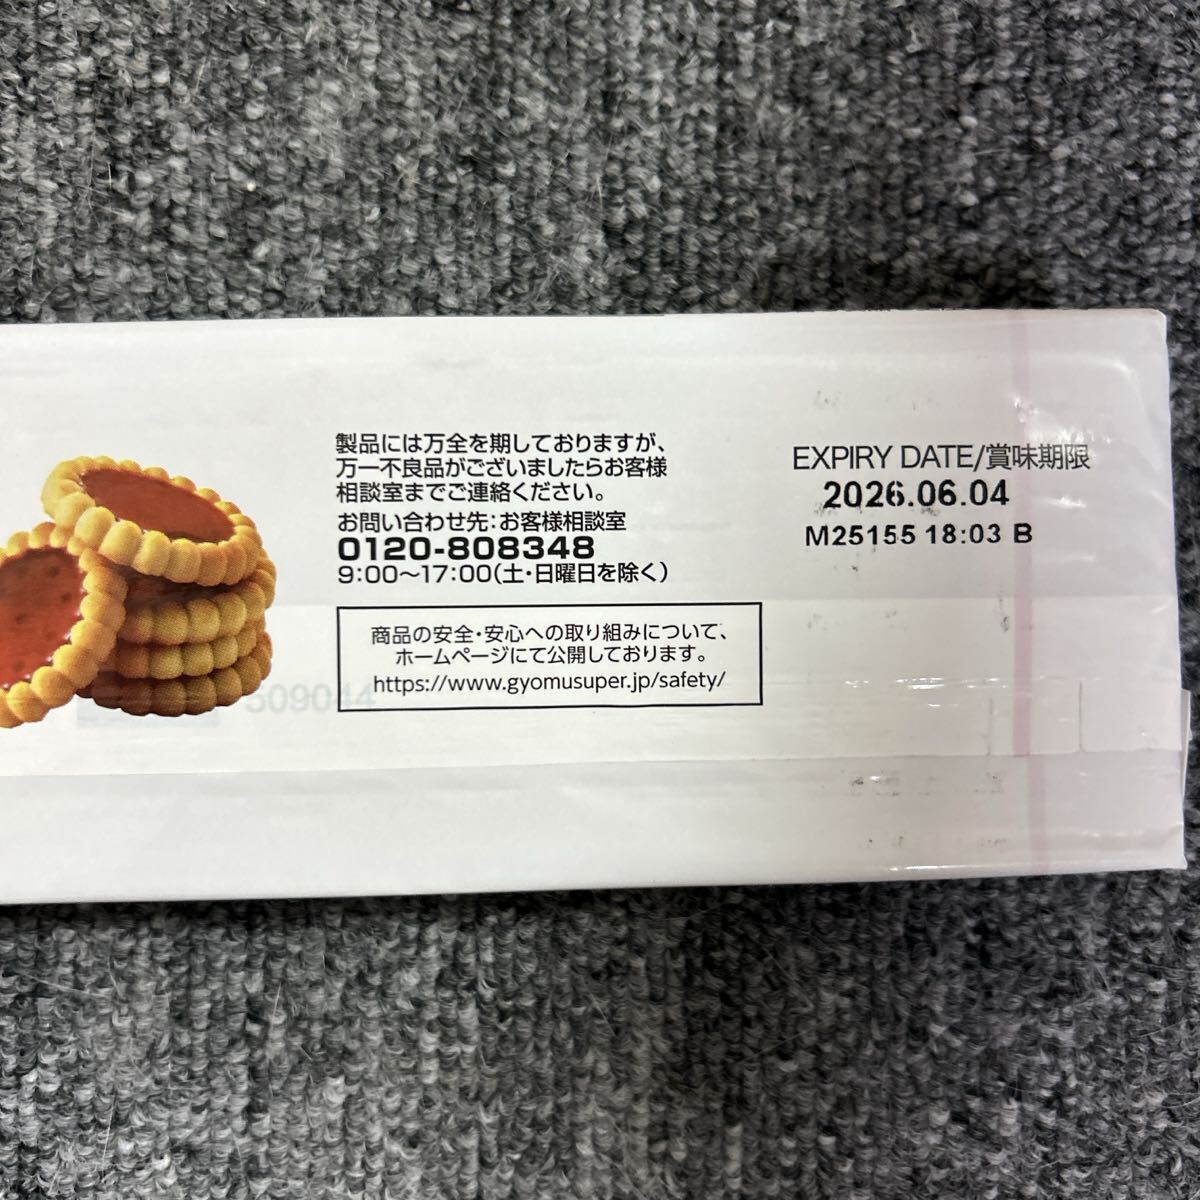 製品には万全を期しておりますが、
万一不良品がございましたらお客様
相談室までご連絡ください。
お問い合わせ先:お客様相談室
0120-808348
9:00〜17:00(土・日曜日を除く)
商品の安全・安心への取り組みについて、
ホームページにて公開しております。
https://www.gyomusuper.jp/safety/
509044
EXPIRY DATE/賞味期限
2026.06.04
M25155 18:03 B